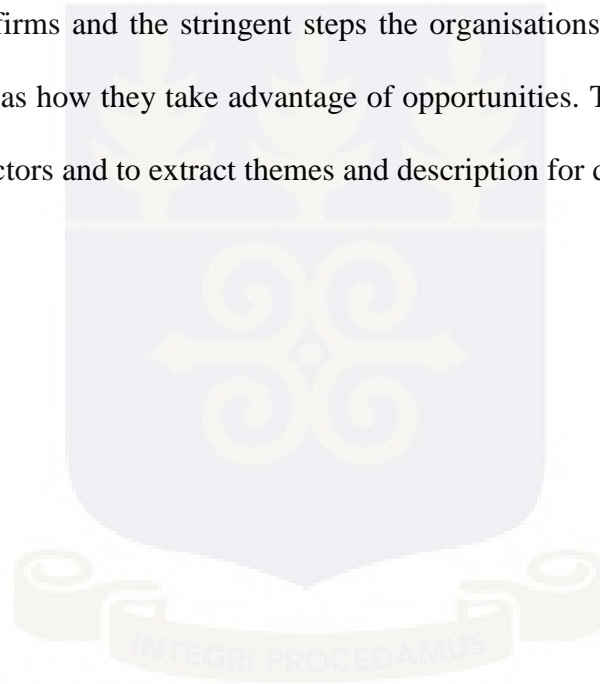 firms and the stringent steps the organisations
as how they take advantage of opportunities.
ctors and to extract themes and description for
INTEGRI PROCEDAMUS